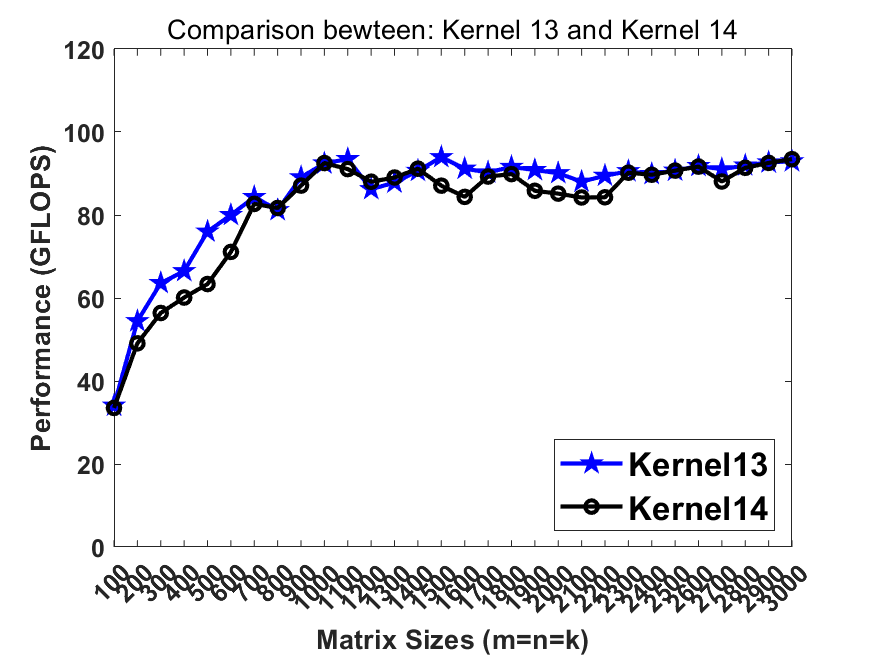 Comparison bewteen: Kernel 13 and Kernel 14
120
100
80
60
40
20
0
Performance (GFLOPS)
Kernel13
Kernel14
100 200 300 400 500 600 700 800 900 1000 1100 1200 1300 1400 1500 1600 1700 1800 1900 2000 2100 2200 2300 2400 2500 2600 2700 2800 2900 3000
Matrix Sizes (m=n=k)